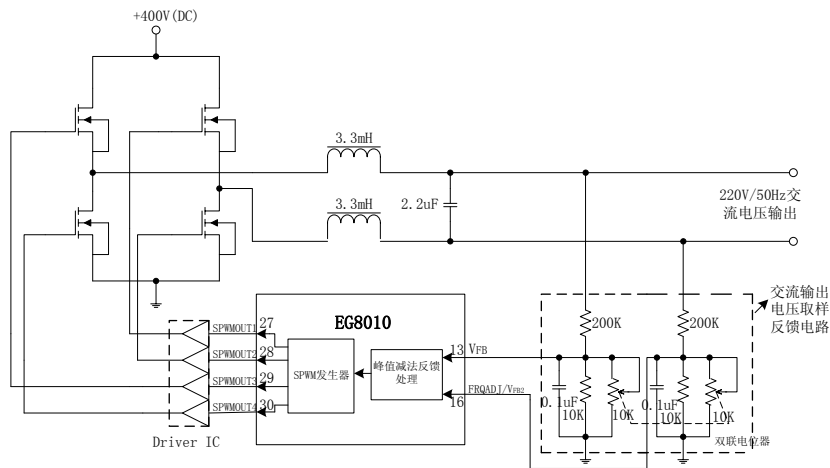 +400V(DC)
3.3mH
3.3mH
2.2uF
220V/50Hz交
流电压输出
交流输出
电压取样
反馈电路
EG8010
SPWMOUT1
27
SPWMOUT2
28
SPWMOUT3
29
SPWMOUT4
30
SPWM发生器
峰值减法反馈
处理
13
VFB
16
FRQADJ/VFB2
Driver IC
200K
200K
0.1uF
10K
10K
0.1uF
10K
10K
双联电位器